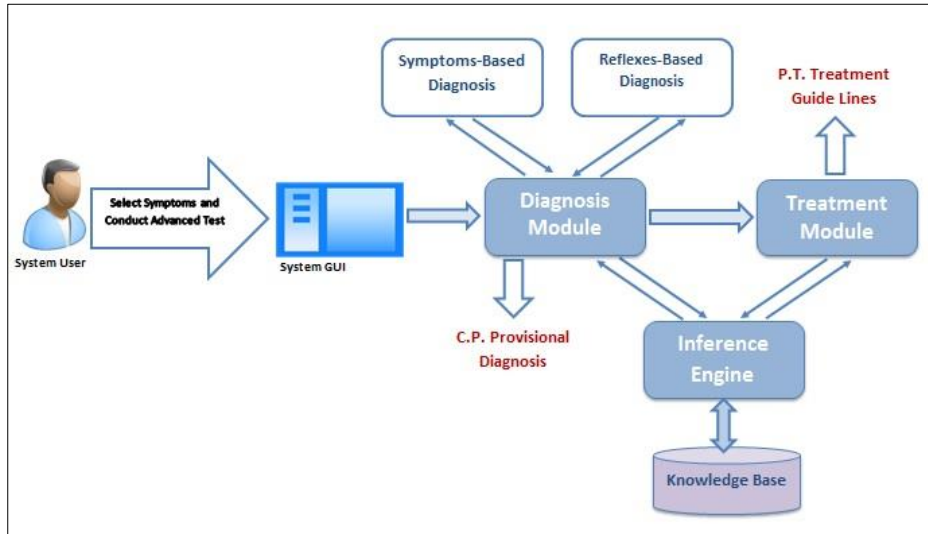 Symptoms-Based
Diagnosis
Reflexes-Based
Diagnosis
P.T. Treatment
Guide Lines
Select Symptoms and
Conduct Advanced Test
System User
System GUI
Diagnosis
Module
Treatment
Module
C.P. Provisional
Diagnosis
Inference
Engine
Knowledge Base